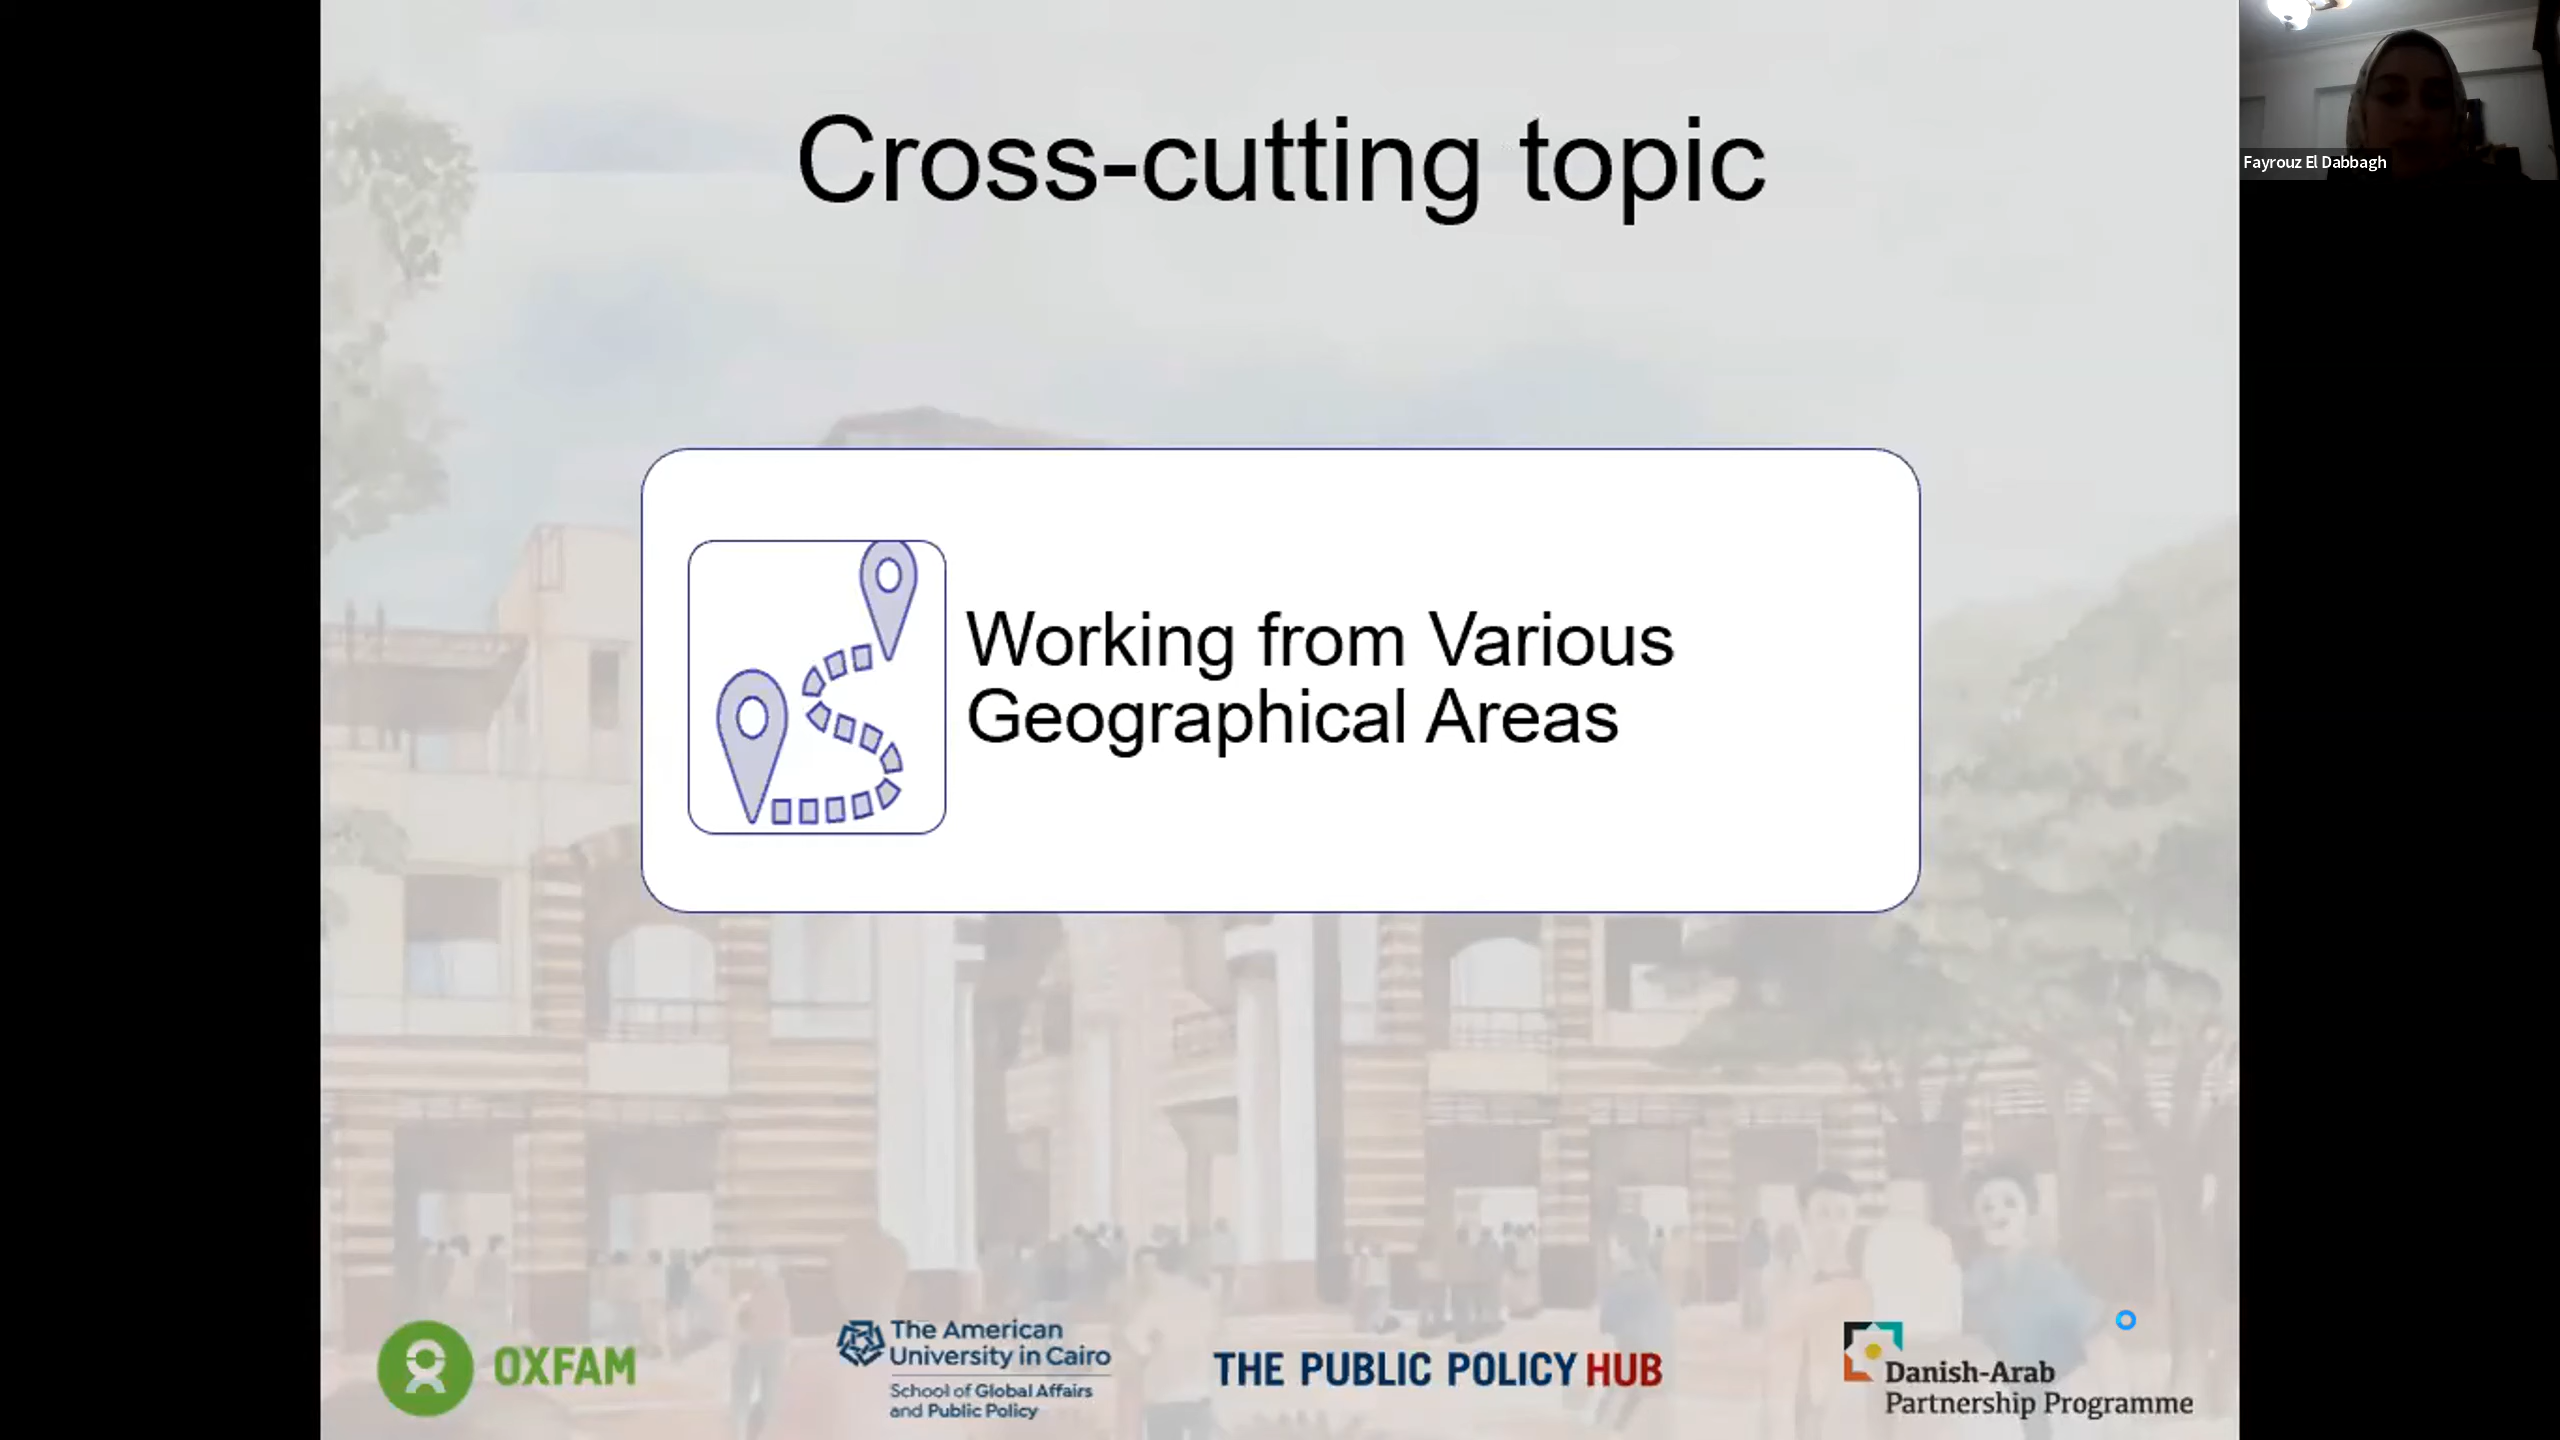 Cross-cutting topic
Fayrouz El Dabbagh
Working from Various
Geographical Areas
OXFAM
The American
University in Cairo
School of Global Affairs
and Public Policy
THE PUBLIC POLICY HUB
Danish-Arab
Partnership Programme